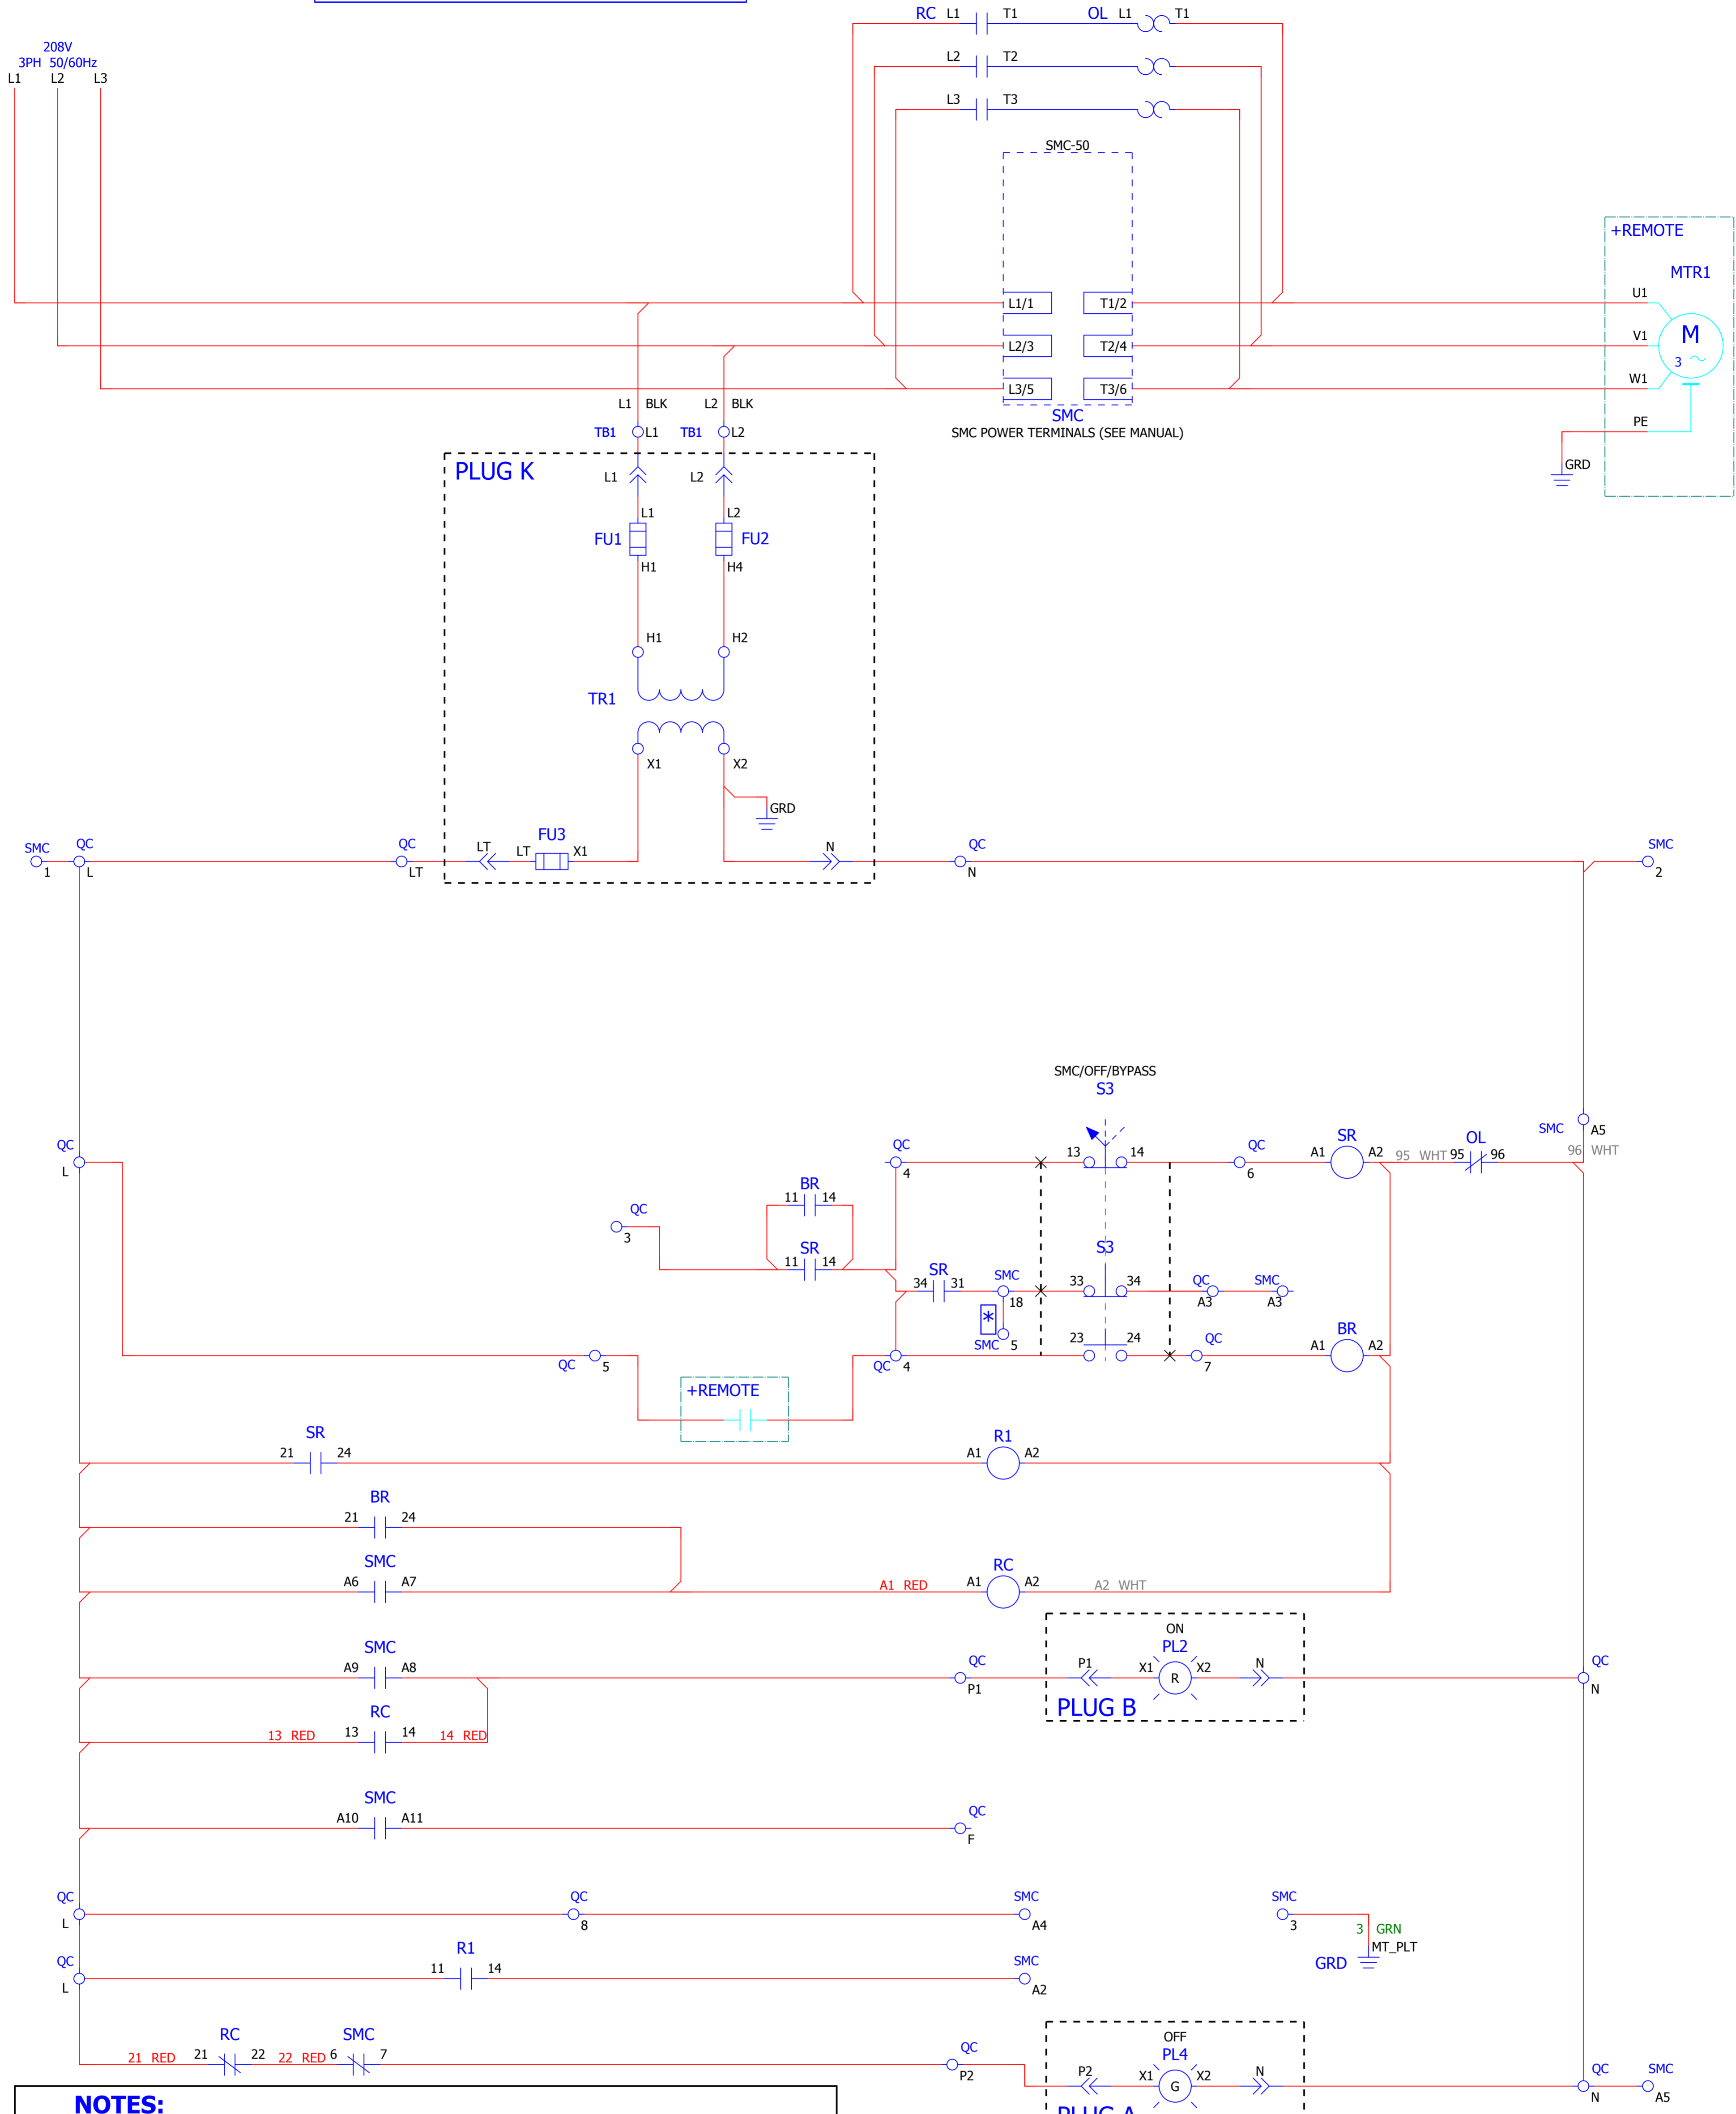 RC L1 T1 OL L1 T1
208V
3PH 50/60Hz
L1 L2 L3
L2 T2
L3 T3
SMC-50
+REMOTE
MTR1
L1/1 T1/2 U1
M
3
L2/3 T2/4 V1
L3/5 T3/6 W1
L1 BLK L2 BLK
SMC
PE
TB1 L1 TB1 L2
SMC POWER TERMINALS (SEE MANUAL)
PLUG K
L1 L2
GRD
L1 L2
FU1 FU2
H1 H4
H1 H2
TR1
X1 X2
GRD
FU3
SMC QC QC LT LT X1 N QC SMC
1 L LT N 2
SMC/OFF/BYPASS
S3
SMC A5
QC QC 13 14 QC SR OL
L 4 6 A1 A2 95 WHT 95 96 96 WHT
BR
11 14
QC
3
SR S3
11 14
SR SMC 33 34 QC SMC
34 31 18 A3 A3
*
SMC 5 23 24 QC BR
QC 5 QC 4 7 A1 A2
+REMOTE
SR R1
21 24 A1 A2
BR
21 24
SMC RC
A6 A7 A1 RED A1 A2 A2 WHT
ON
SMC PL2
A9 A8 QC P1 X1 R X2 N QC
P1 N
RC PLUG B
13 RED 13 14 14 RED
SMC
A10 A11 QC
F
QC QC SMC SMC
L 8 A4 3
3 GRN
MT_PLT
GRD
QC R1 SMC
L 11 14 A2
OFF
RC SMC PL4
21 RED 21 22 22 RED 6 7 QC P2 X1 G X2 N QC SMC
P2 N A5
NOTES:
PLUG A